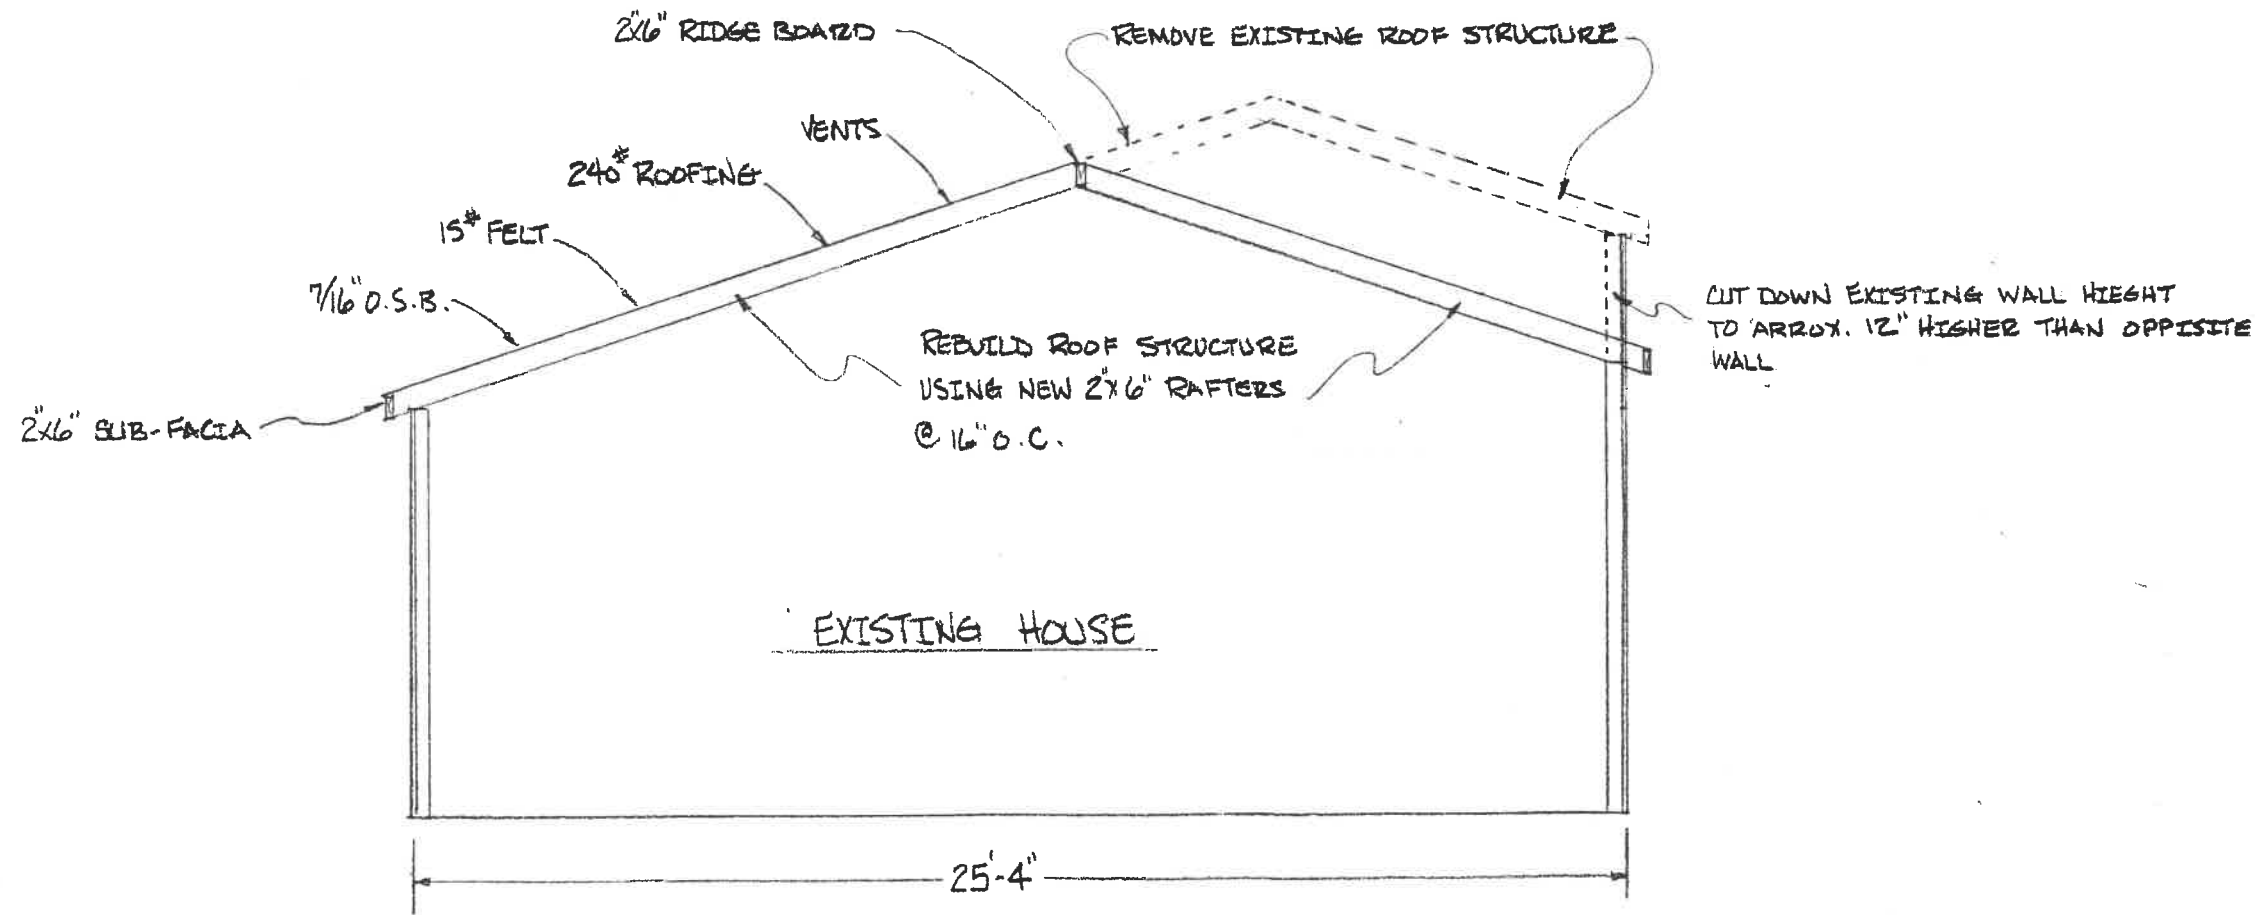 2"x6" RIDGE BOARD
REMOVE EXISTING ROOF STRUCTURE
VENTS
240# ROOFING
15# FELT
7/16" O.S.B.
CUT DOWN EXISTING WALL HIEGHT
TO ARROX. 12" HIGHER THAN OPPISITE
WALL
REBUILD ROOF STRUCTURE
USING NEW 2"x6" RAFTERS
@ 16" O.C.
2"x6" SUB-FACIA
EXISTING HOUSE
25'-4"